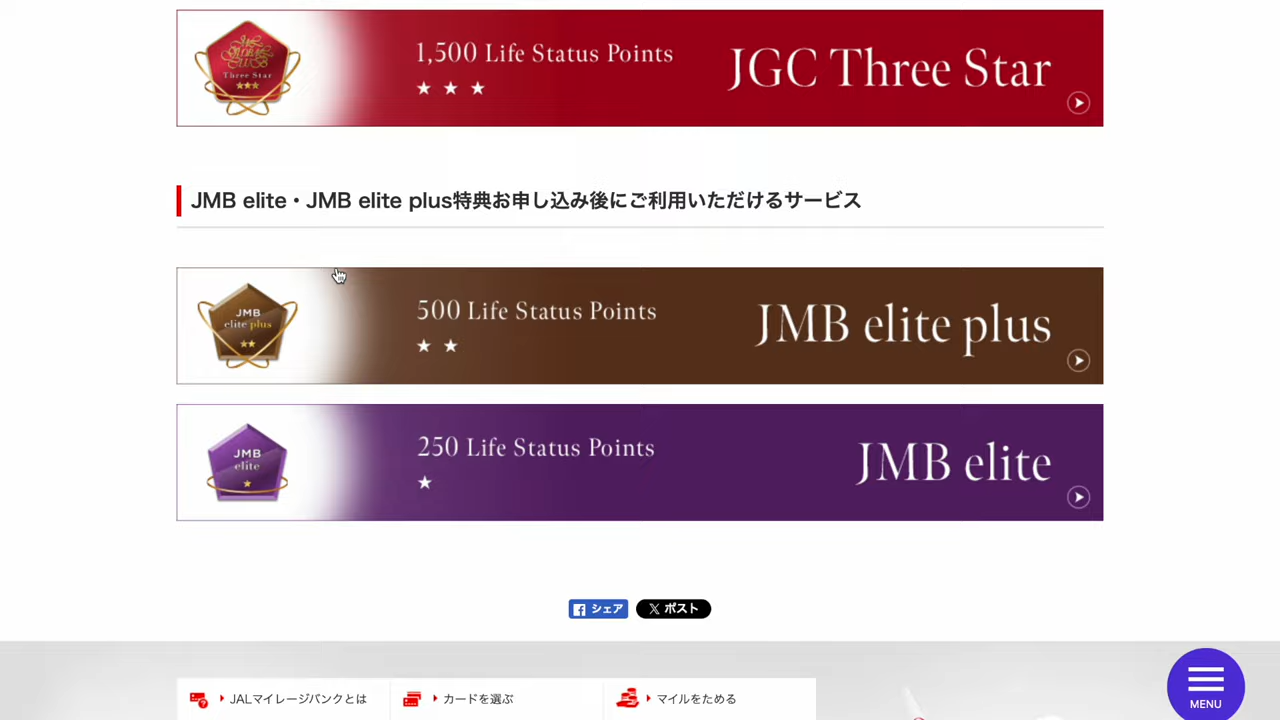 Three Star
1,500 Life Status Points
★ ★ ★
JGC Three Star
JMB elite・JMB elite plus特典お申し込み後にご利用いただけるサービス
JMB
elite plus
★★
500 Life Status Points
★ ★
JMB elite plus
JMB
elite
★
250 Life Status Points
★
JMB elite
シェア
ポスト
JALマイレージバンクとは
カードを選ぶ
マイルをためる
MENU